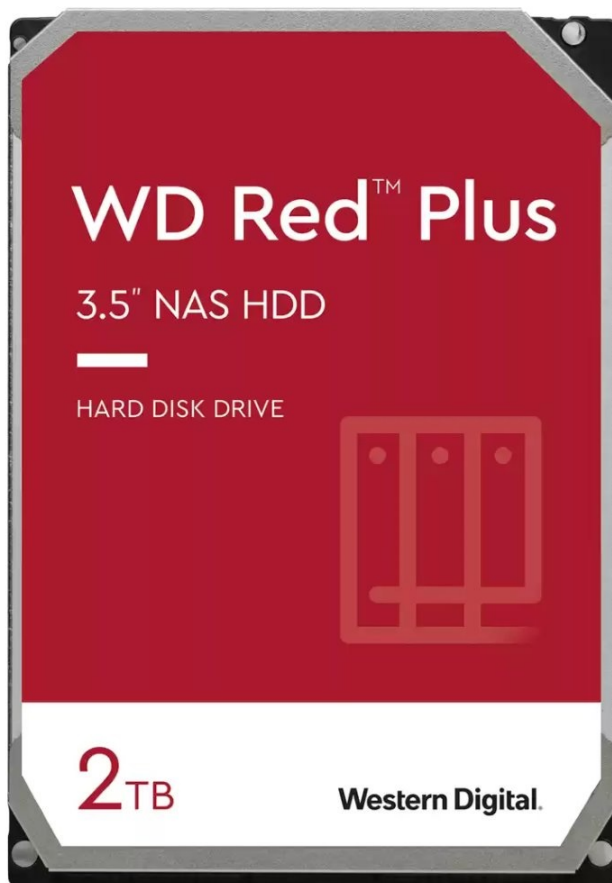 WD Red™ Plus
3.5" NAS HDD
HARD DISK DRIVE
2TB
Western Digital.